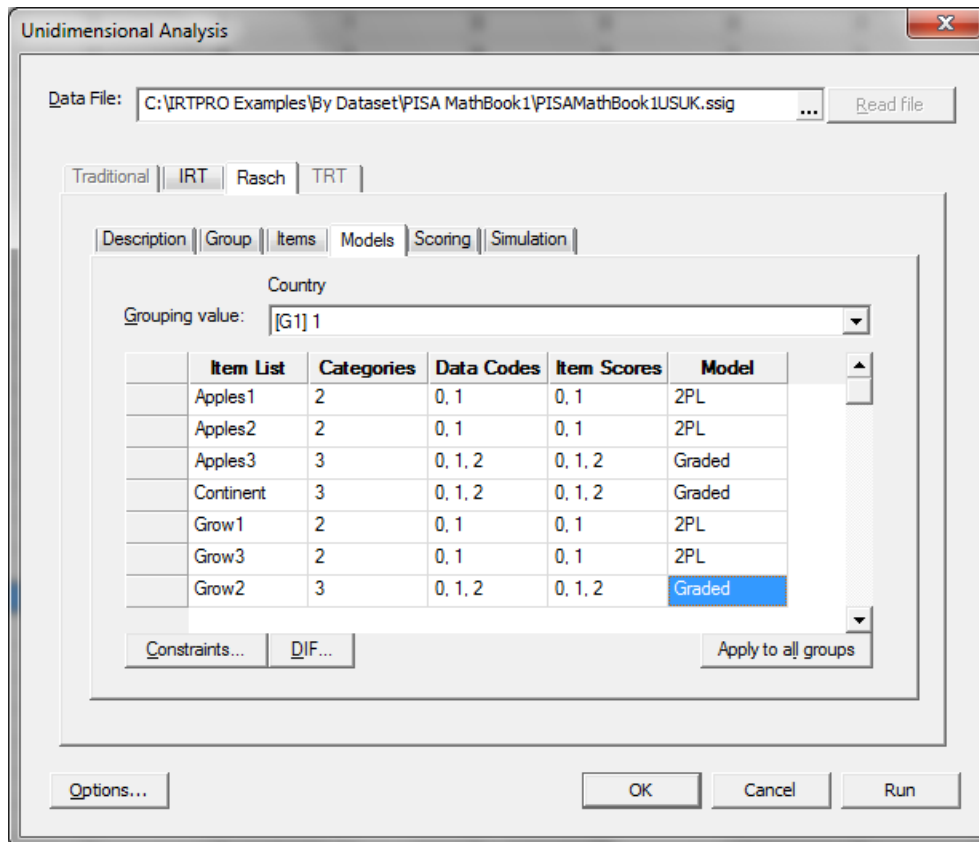 Unidimensional Analysis
Data File: C:\IRTPRO Examples\By Dataset\PISA MathBook1\PISAMathBook1USUK.ssig ... Read file
Traditional IRT Rasch TRT
Description Group Items Models Scoring Simulation
Country
Grouping value: [G1] 1
Item List Categories Data Codes Item Scores Model
Apples1 2 0, 1 0, 1 2PL
Apples2 2 0, 1 0, 1 2PL
Apples3 3 0, 1, 2 0, 1, 2 Graded
Continent 3 0, 1, 2 0, 1, 2 Graded
Grow1 2 0, 1 0, 1 2PL
Grow3 2 0, 1 0, 1 2PL
Grow2 3 0, 1, 2 0, 1, 2 Graded
Constraints... DIF... Apply to all groups
Options... OK Cancel Run